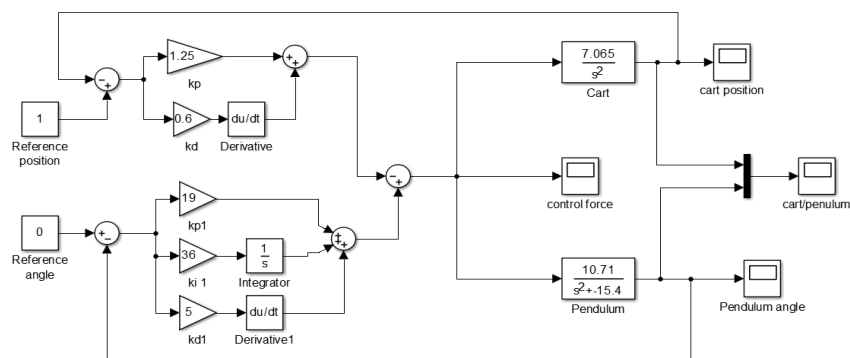 1.25
kp
0.6
kd
du/dt
Derivative
1
Reference
position
7.065
s2
Cart
cart position
control force
cart/penulum
0
Reference
angle
19
kp1
36
ki 1
1
s
Integrator
5
kd1
du/dt
Derivative1
10.71
s2+-15.4
Pendulum
Pendulum angle